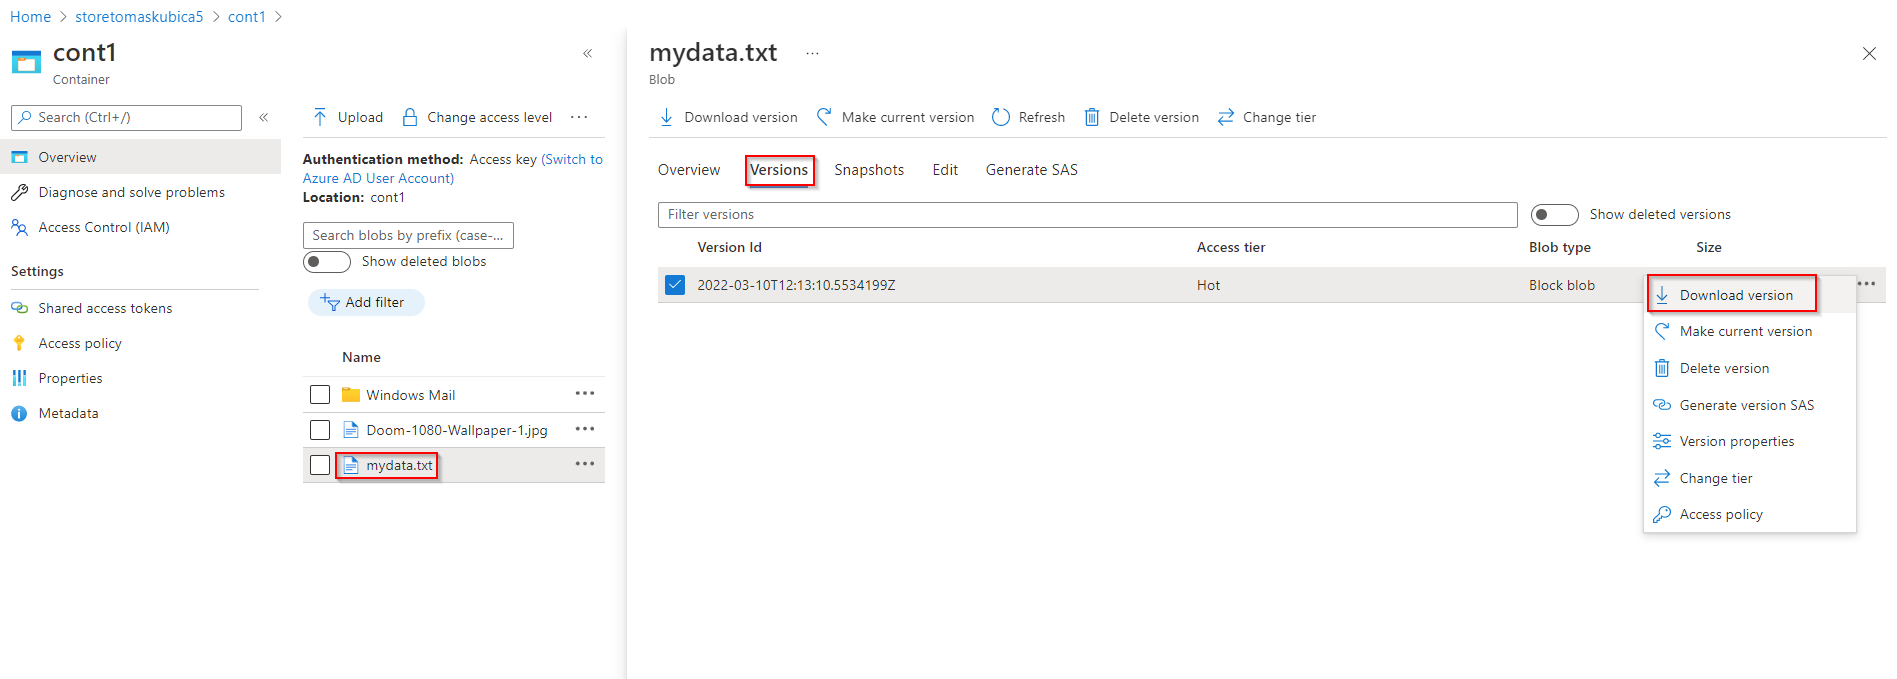 Home > storetomaskubica5 > cont1 >
cont1
Container
«
Search (Ctrl+/)
«
Overview
Diagnose and solve problems
Access Control (IAM)
Settings
Shared access tokens
Access policy
Properties
Metadata
Upload Change access level ...
Authentication method: Access key (Switch to
Azure AD User Account)
Location: cont1
Search blobs by prefix (case-...
Show deleted blobs
Add filter
Name
Windows Mail ...
Doom-1080-Wallpaper-1.jpg ...
mydata.txt ...
mydata.txt ...
Blob
Download version Make current version Refresh Delete version Change tier
Overview Versions Snapshots Edit Generate SAS
Filter versions
Show deleted versions
Version Id Access tier Blob type Size
2022-03-10T12:13:10.5534199Z Hot Block blob ...
Download version
Make current version
Delete version
Generate version SAS
Version properties
Change tier
Access policy